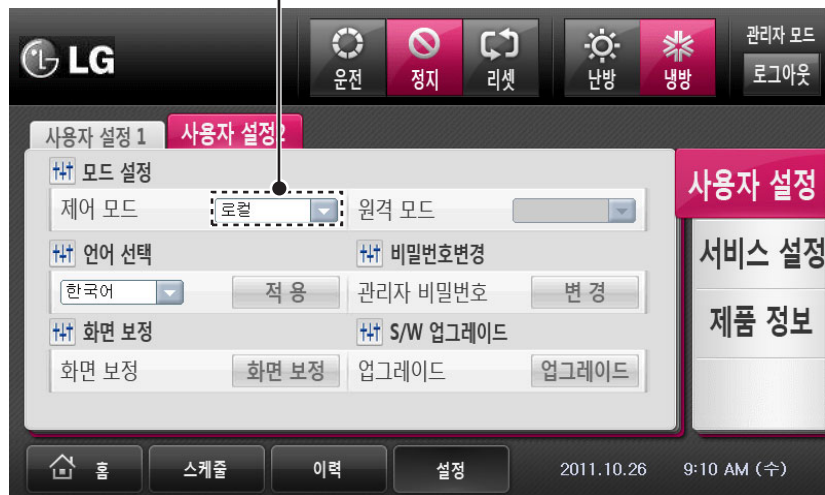 LG
운전 정지 리셋 난방 냉방
관리자 모드
로그아웃
사용자 설정 1 사용자 설정2
모드 설정
제어 모드 로컬 원격 모드
언어 선택 비밀번호변경
한국어 적 용 관리자 비밀번호 변 경
화면 보정 S/W 업그레이드
화면 보정 화면 보정 업그레이드 업그레이드
사용자 설정
서비스 설정
제품 정보
홈 스케줄 이력 설정 2011.10.26 9:10 AM (수)